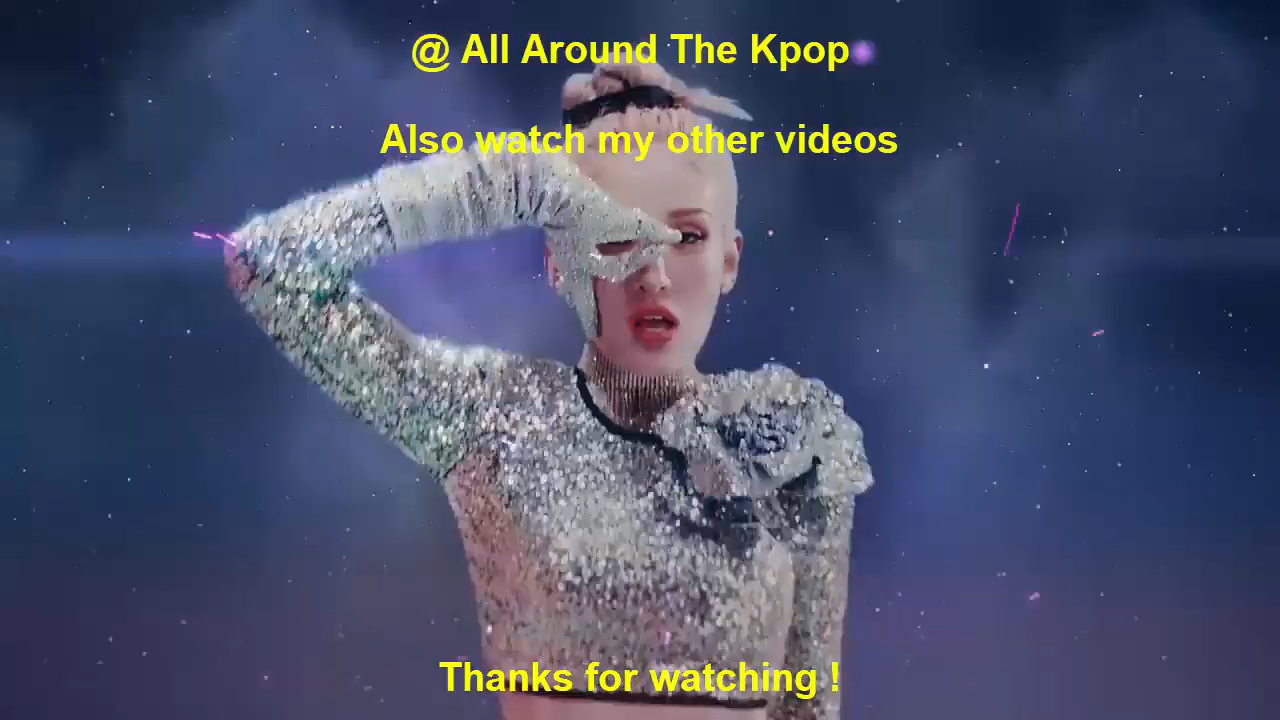 @ All Around The Kpop
Also watch my other videos
Thanks for watching !